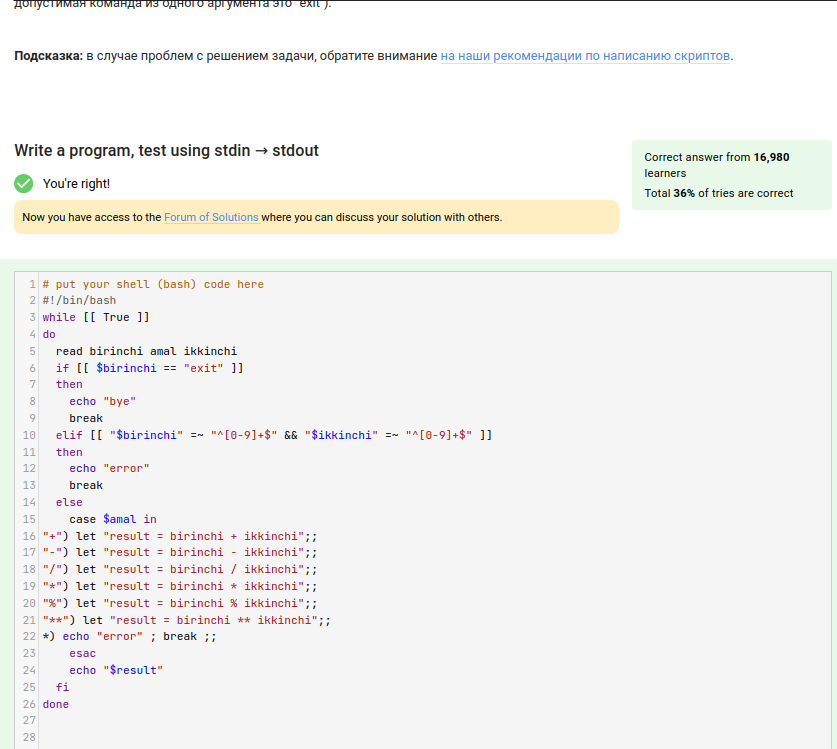 допустимая команда из одного аргумента это "exit").
Подсказка: в случае проблем с решением задачи, обратите внимание на наши рекомендации по написанию скриптов.
Write a program, test using stdin → stdout
Correct answer from 16,980
learners
Total 36% of tries are correct
You're right!
Now you have access to the Forum of Solutions where you can discuss your solution with others.
1 # put your shell (bash) code here
2 #!/bin/bash
3 while [[ True ]]
4 do
5   read birinchi amal ikkinchi
6   if [[ $birinchi == "exit" ]]
7   then
8     echo "bye"
9     break
10   elif [[ "$birinchi" =~ "^[0-9]+$" && "$ikkinchi" =~ "^[0-9]+$" ]]
11   then
12     echo "error"
13     break
14   else
15     case $amal in
16 "+") let "result = birinchi + ikkinchi";;
17 "-") let "result = birinchi - ikkinchi";;
18 "/") let "result = birinchi / ikkinchi";;
19 "*") let "result = birinchi * ikkinchi";;
20 "%") let "result = birinchi % ikkinchi";;
21 "**") let "result = birinchi ** ikkinchi";;
22 *) echo "error" ; break ;;
23     esac
24     echo "$result"
25   fi
26 done
27
28